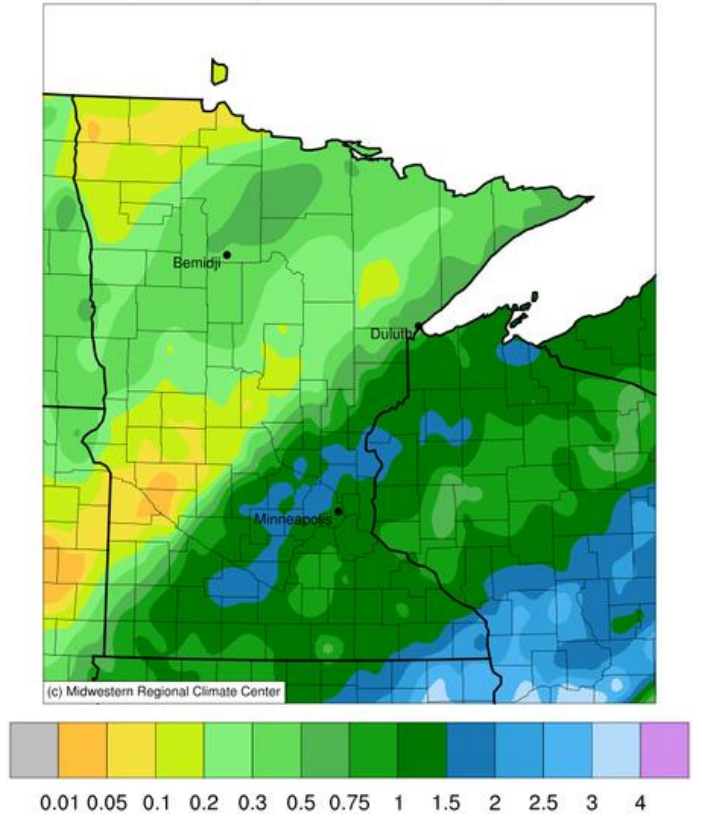 Bemidji
Duluth
Minneapolis
(c) Midwestern Regional Climate Center
0.01 0.05 0.1 0.2 0.3 0.5 0.75 1 1.5 2 2.5 3 4